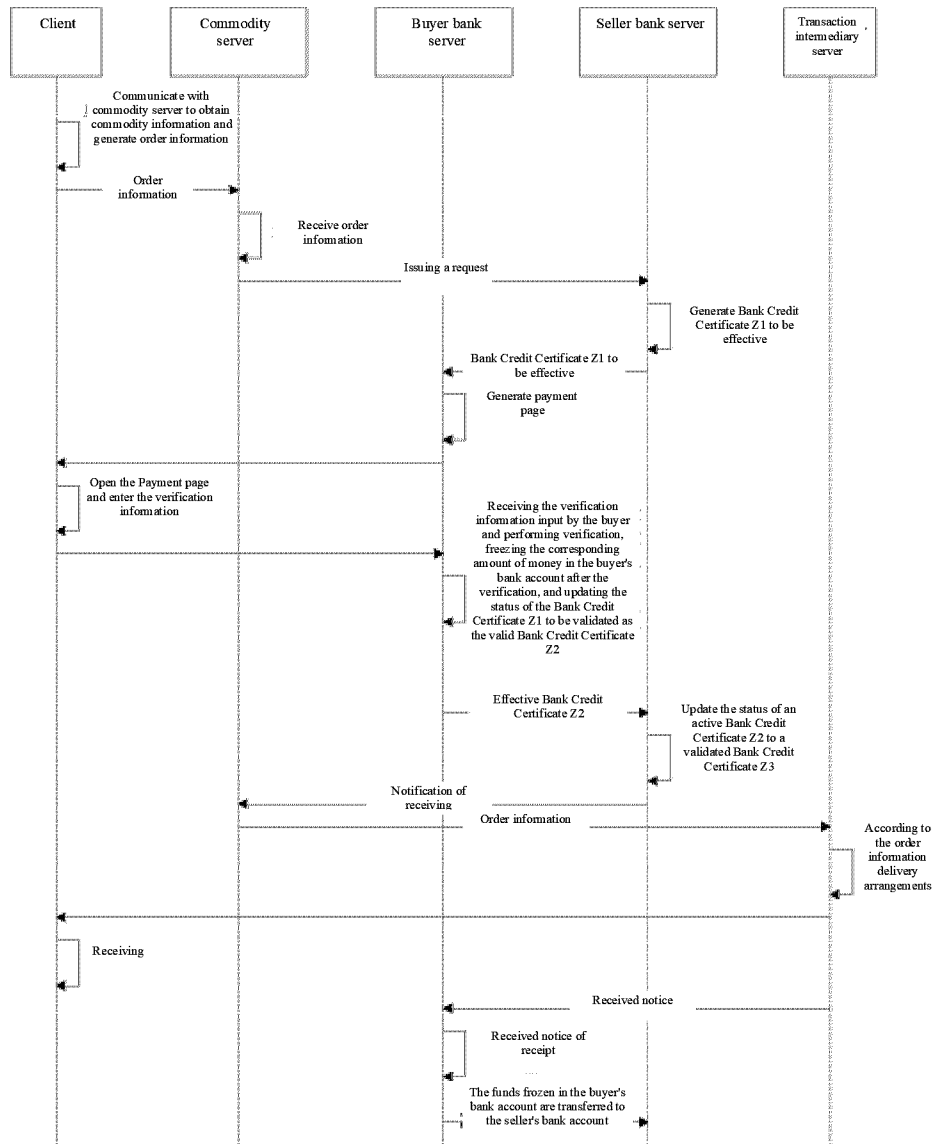 Client
Commodity
server
Buyer bank
server
Seller bank server
Transaction
intermediary
server
Communicate with
commodity server to obtain
commodity information and
generate order information
Order
information
Receive order
information
Issuing a request
Generate Bank Credit
Certificate Z1 to be
effective
Bank Credit Certificate Z1 to
be effective
Generate payment
page
Open the Payment page
and enter the verification
information
Receiving the verification
information input by the buyer
and performing verification,
freezing the corresponding
amount of money in the buyer's
bank account after the
verification, and updating the
status of the Bank Credit
Certificate Z1 to be validated as
the valid Bank Credit Certificate
Z2
Effective Bank Credit
Certificate Z2
Update the status of an
active Bank Credit
Certificate Z2 to a
validated Bank Credit
Certificate Z3
Notification of
receiving
Order information
According to
the order
information
delivery
arrangements
Receiving
Received notice
Received notice of
receipt
The funds frozen in the buyer's
bank account are transferred to
the seller's bank account